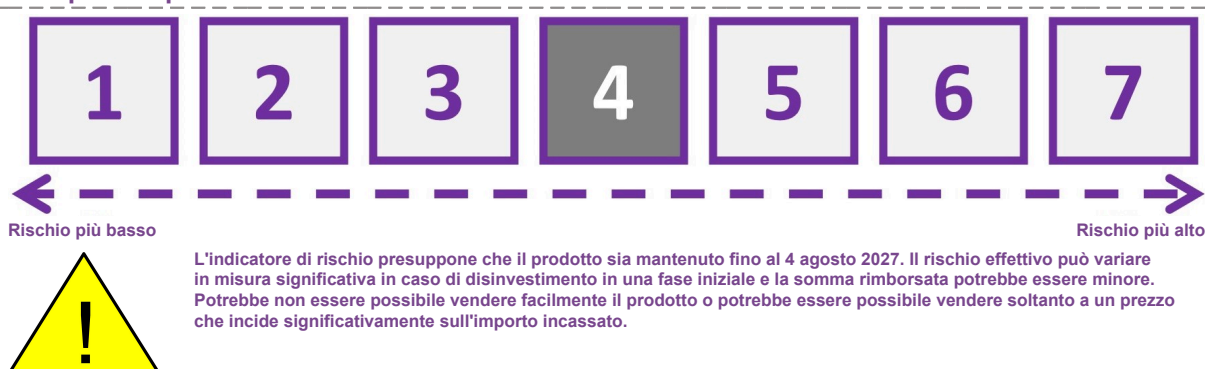 1 2 3 4 5 6 7
Rischio più basso Rischio più alto
L'indicatore di rischio presuppone che il prodotto sia mantenuto fino al 4 agosto 2027. Il rischio effettivo può variare
in misura significativa in caso di disinvestimento in una fase iniziale e la somma rimborsata potrebbe essere minore.
Potrebbe non essere possibile vendere facilmente il prodotto o potrebbe essere possibile vendere soltanto a un prezzo
che incide significativamente sull'importo incassato.
!